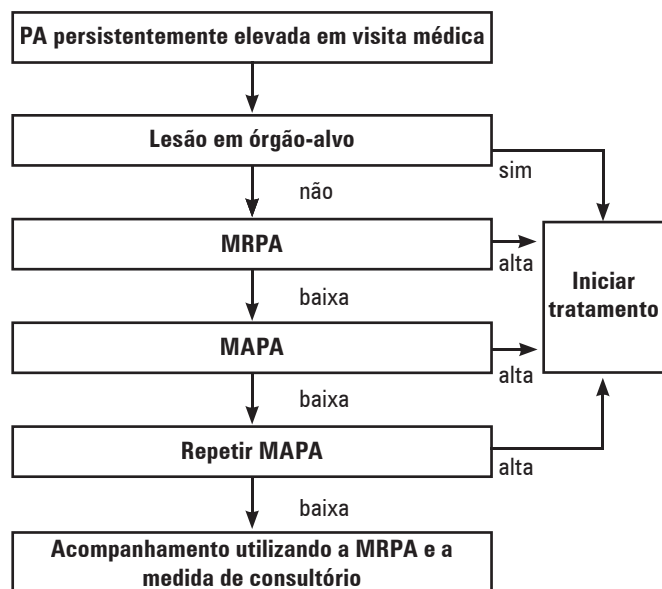 PA persistentemente elevada em visita médica
Lesão em órgão-alvo
sim
não
MRPA
alta
Iniciar
tratamento
baixa
MAPA
alta
baixa
Repetir MAPA
alta
baixa
Acompanhamento utilizando a MRPA e a
medida de consultório